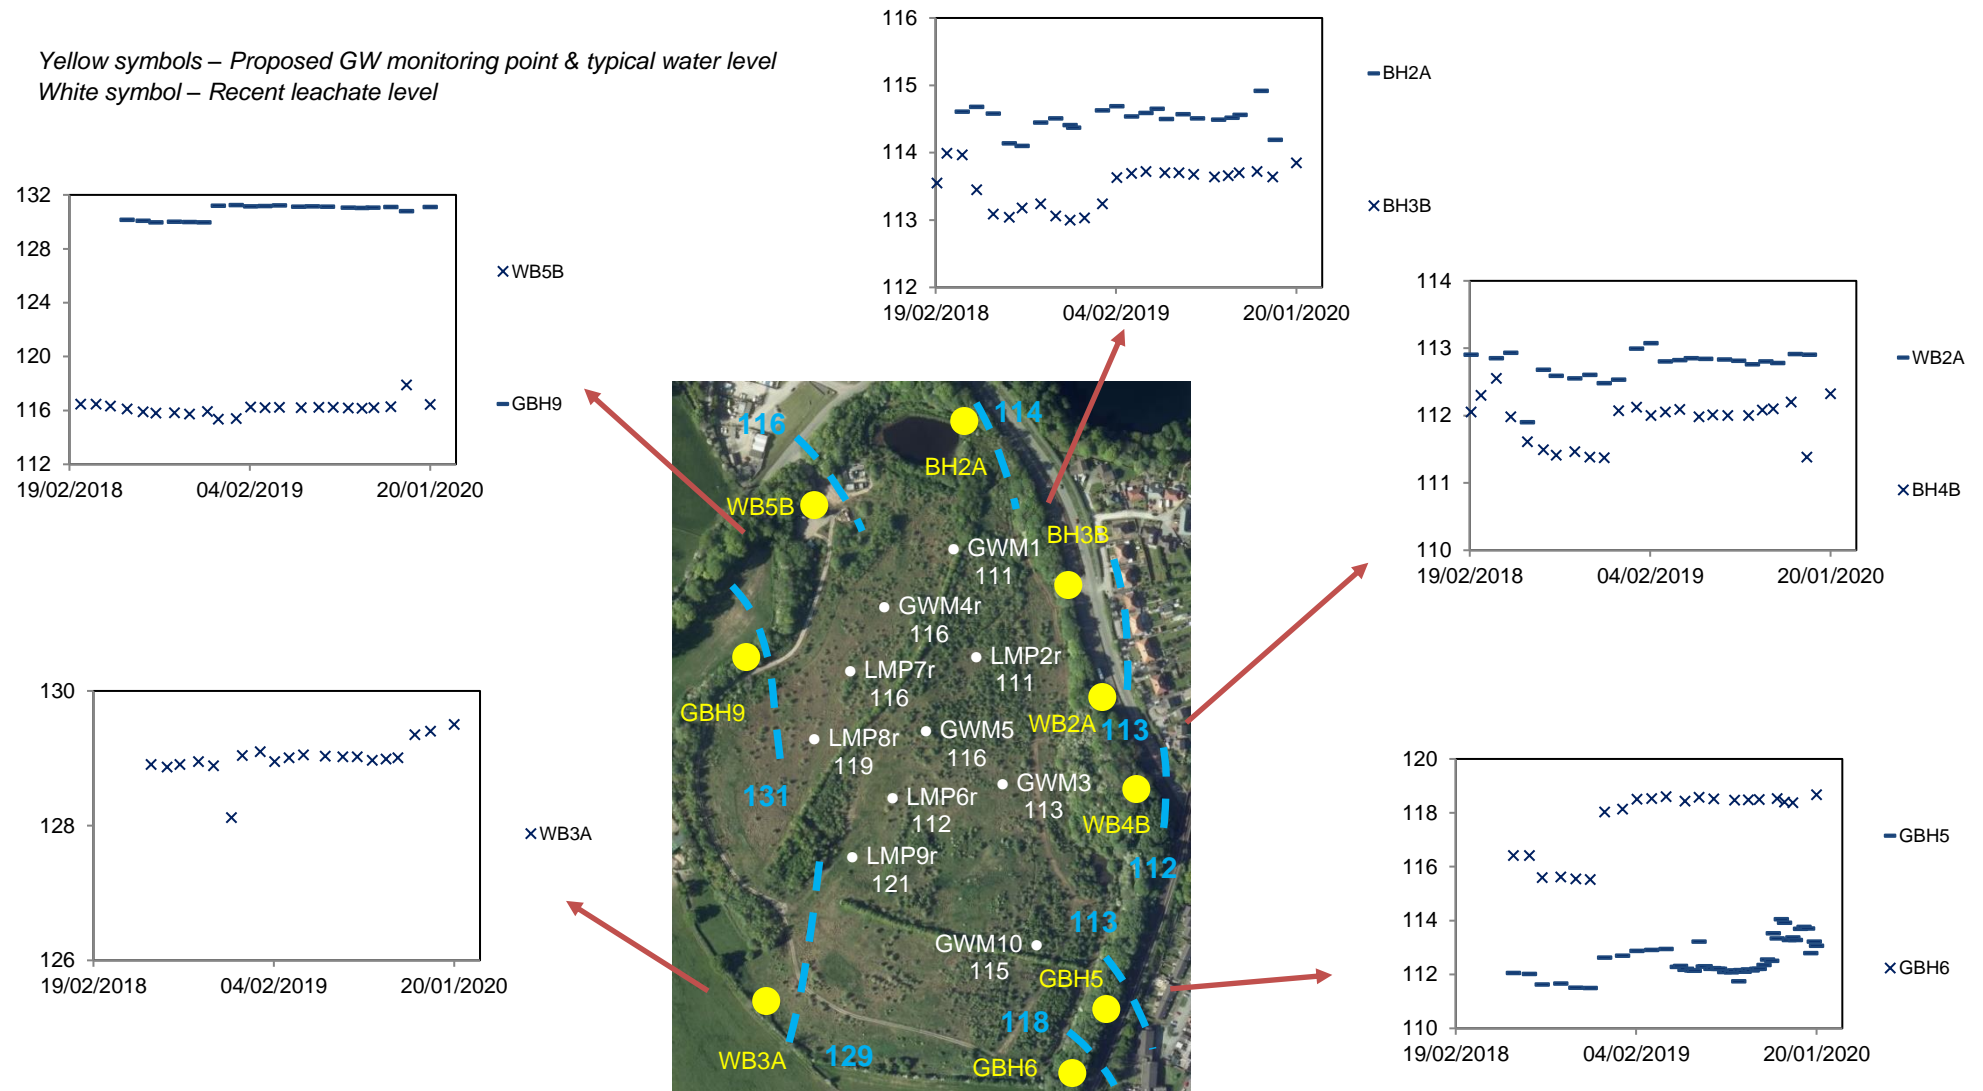 Yellow symbols – Proposed GW monitoring point & typical water level
White symbol – Recent leachate level
116
115
114
113
112
19/02/2018
04/02/2019
20/01/2020
BH2A
BH3B
132
128
124
120
116
112
19/02/2018
04/02/2019
20/01/2020
WB5B
GBH9
114
113
112
111
110
19/02/2018
04/02/2019
20/01/2020
WB2A
BH4B
130
128
126
19/02/2018
04/02/2019
20/01/2020
WB3A
120
118
116
114
112
110
19/02/2018
04/02/2019
20/01/2020
GBH5
GBH6
116
114
BH2A
WB5B
BH3B
GWM1
111
GWM4r
116
LMP2r
111
LMP7r
116
GBH9
WB2A
113
GWM5
116
LMP8r
119
GWM3
113
131
LMP6r
112
WB4B
LMP9r
121
112
113
GWM10
115
GBH5
118
WB3A
129
GBH6